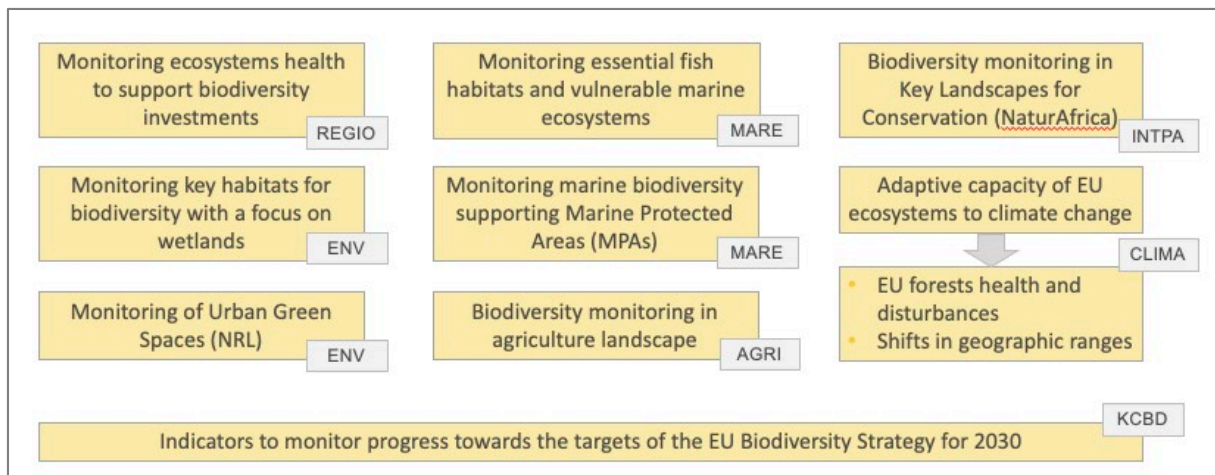 Monitoring ecosystems health
to support biodiversity
investments
REGIO
Monitoring essential fish
habitats and vulnerable marine
ecosystems
MARE
Biodiversity monitoring in
Key Landscapes for
Conservation (NaturAfrica)
INTPA
Monitoring key habitats for
biodiversity with a focus on
wetlands
ENV
Monitoring marine biodiversity
supporting Marine Protected
Areas (MPAs)
MARE
Adaptive capacity of EU
ecosystems to climate change
CLIMA
• EU forests health and
disturbances
• Shifts in geographic ranges
Monitoring of Urban Green
Spaces (NRL)
ENV
Biodiversity monitoring in
agriculture landscape
AGRI
KCBD
Indicators to monitor progress towards the targets of the EU Biodiversity Strategy for 2030